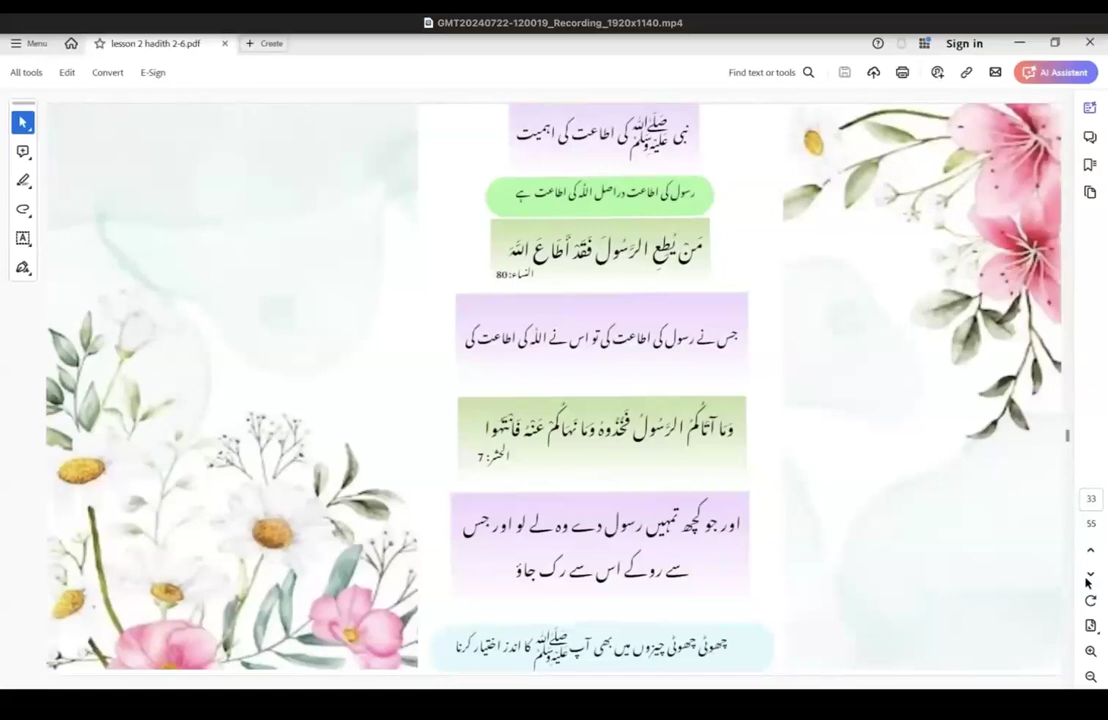 GMT20240722-120019_Recording_1920x1140.mp4
Menu
lesson 2 hadith 2-6.pdf
Create
Sign in
All tools
Edit
Convert
E-Sign
Find text or tools
AI Assistant
نبی ﷺ کی اطاعت کی اہمیت
رسول کی اطاعت دراصل اللہ کی اطاعت ہے
مَنْ يُطِعِ الرَّسُولَ فَقَدْ أَطَاعَ اللَّهَ
النساء: 80
جس نے رسول کی اطاعت کی تو اس نے اللہ کی اطاعت کی
وَمَا آتَاكُمُ الرَّسُولُ فَخُذُوهُ وَمَا نَهَاكُمْ عَنْهُ فَانْتَهُوا
الحشر: 7
اور جو کچھ تمہیں رسول دے وہ لے لو اور جس
سے روکے اس سے رک جاؤ
چھوٹی چھوٹی چیزوں میں بھی آپ ﷺ کا انداز اختیار کرنا
33
55